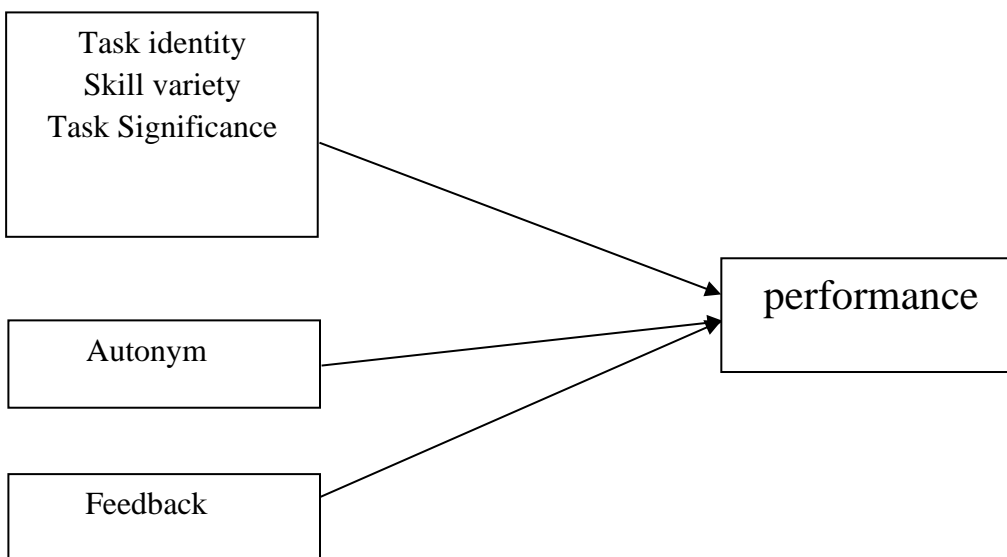 Task identity
Skill variety
Task Significance
performance
Autonym
Feedback